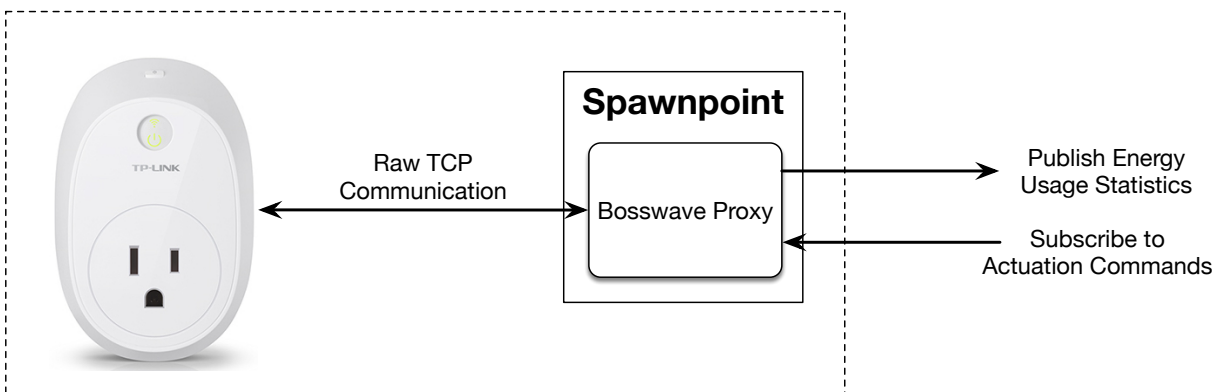 Spawnpoint
TP-LINK
Raw TCP
Communication
Bosswave Proxy
Publish Energy
Usage Statistics
Subscribe to
Actuation Commands